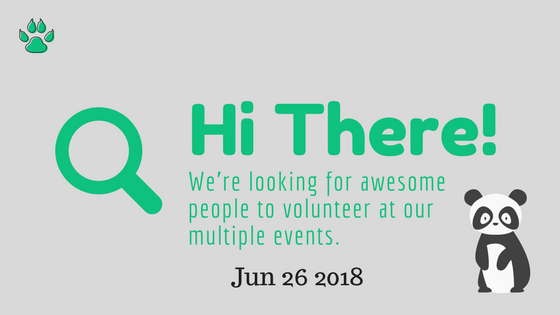 Hi There!
We're looking for awesome
people to volunteer at our
multiple events.
Jun 26 2018